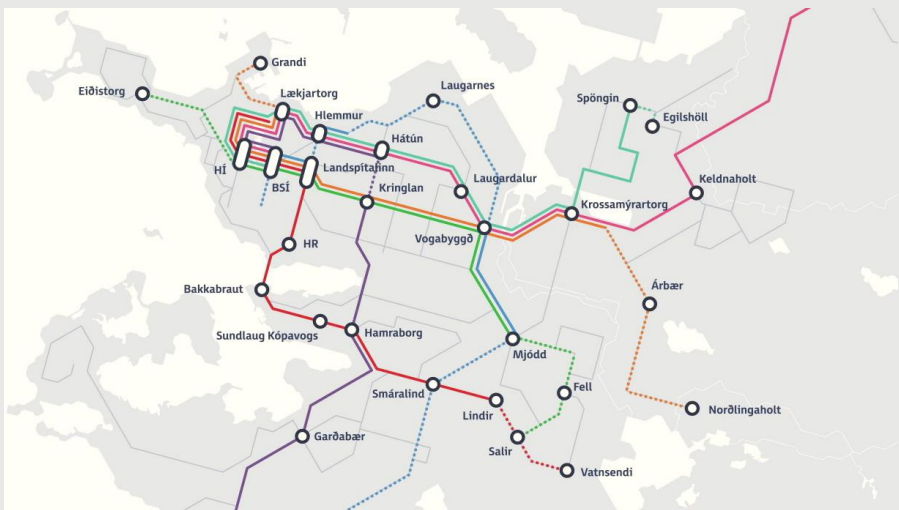 Grandi
Eiðistorg
Lækjartorg
Laugarnes
Hlemmur
Spöngin
Egilshöll
Hátún
HÍ
BSÍ
Landspítalinn
Laugardalur
Keldnaholt
Kringlan
Krossamýrartorg
Vogabyggð
HR
Bakkabraut
Árbær
Sundlaug Kópavogs
Hamraborg
Mjódd
Smáralind
Fell
Lindir
Norðlingaholt
Garðabær
Salir
Vatnsendi